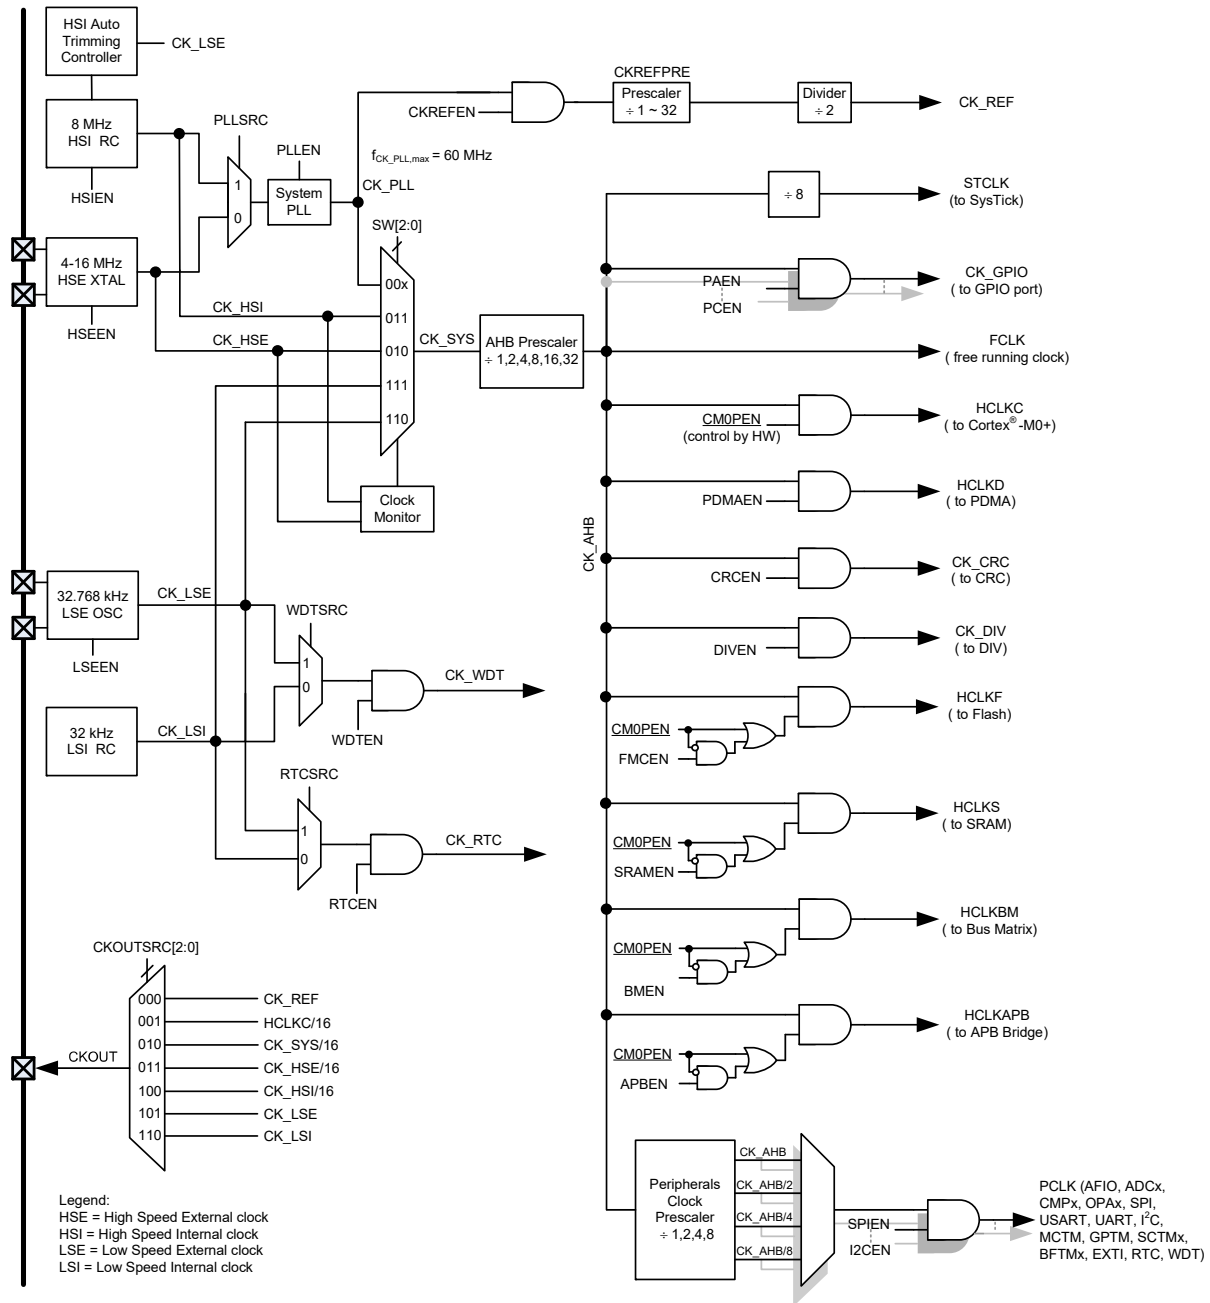 HSI Auto
Trimming
Controller
CK_LSE
8 MHz
HSI RC
HSIEN
PLLSRC
1
0
PLLEN
System
PLL
fCK_PLL,max = 60 MHz
CK_PLL
CKREFEN
CKREFPRE
Prescaler
÷ 1 ~ 32
Divider
÷ 2
CK_REF
4-16 MHz
HSE XTAL
HSEEN
CK_HSI
CK_HSE
SW[2:0]
00x
011
010
111
110
CK_SYS
AHB Prescaler
÷ 1,2,4,8,16,32
Clock
Monitor
÷ 8
STCLK
(to SysTick)
PAEN
PCEN
CK_GPIO
( to GPIO port)
FCLK
( free running clock)
CM0PEN
(control by HW)
HCLKC
( to Cortex®-M0+)
PDMAEN
HCLKD
( to PDMA)
CK_AHB
CRCEN
CK_CRC
( to CRC)
DIVEN
CK_DIV
( to DIV)
CM0PEN
FMCEN
HCLKF
( to Flash)
CM0PEN
SRAMEN
HCLKS
( to SRAM)
CM0PEN
BMEN
HCLKBM
( to Bus Matrix)
CM0PEN
APBEN
HCLKAPB
( to APB Bridge)
32.768 kHz
LSE OSC
LSEEN
CK_LSE
WDTSRC
1
0
WDTEN
CK_WDT
32 kHz
LSI RC
CK_LSI
RTCSRC
1
0
RTCEN
CK_RTC
CKOUTSRC[2:0]
CKOUT
000 CK_REF
001 HCLKC/16
010 CK_SYS/16
011 CK_HSE/16
100 CK_HSI/16
101 CK_LSE
110 CK_LSI
Peripherals
Clock
Prescaler
÷ 1,2,4,8
CK_AHB
CK_AHB/2
CK_AHB/4
CK_AHB/8
SPIEN
I2CEN
PCLK (AFIO, ADCx,
CMPx, OPAx, SPI,
USART, UART, I²C,
MCTM, GPTM, SCTMx,
BFTMx, EXTI, RTC, WDT)
Legend:
HSE = High Speed External clock
HSI = High Speed Internal clock
LSE = Low Speed External clock
LSI = Low Speed Internal clock